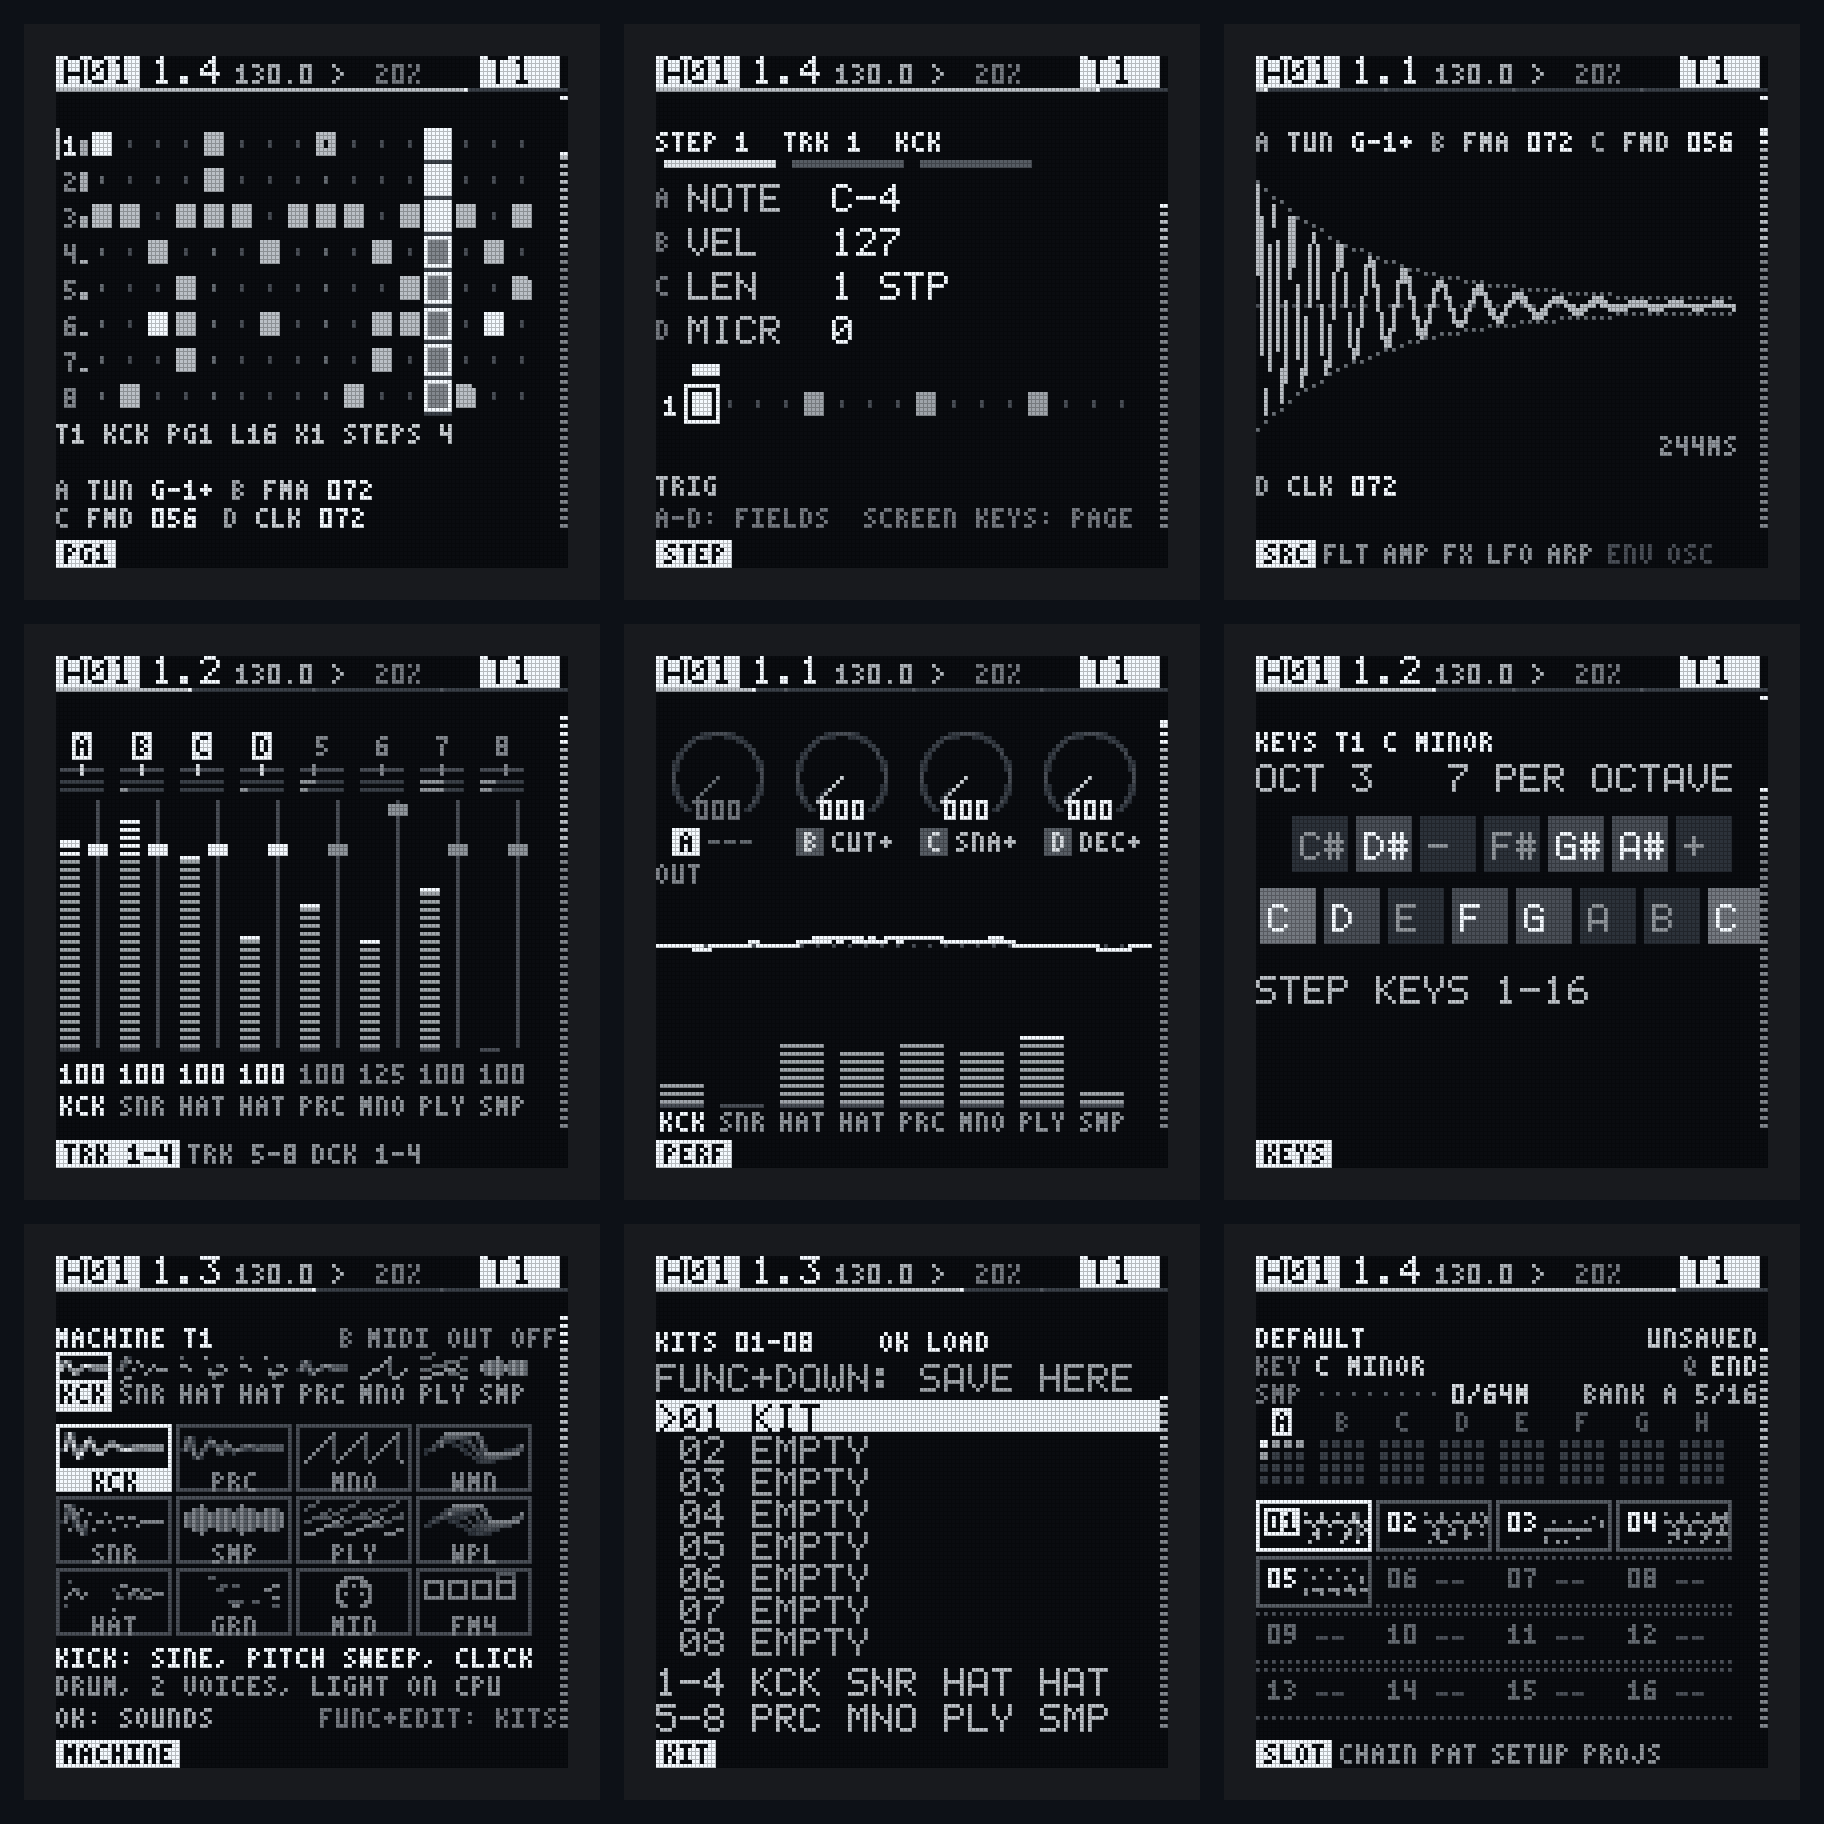 A01 1.4 130.0 > 20% T1
1
2
3
4
5
6
7
8
T1 KCK PG1 L16 X1 STEPS 4
A TUN G-1+ B FMA 072
C FMD 056 D CLK 072
A01 1.4 130.0 > 20% T1
STEP 1 TRK 1 KCK
A NOTE C-4
B VEL 127
C LEN 1 STP
D MICR 0
1
TRIG
A-D: FIELDS SCREEN KEYS: PAGE
STEP
A01 1.1 130.0 > 20% T1
A TUN G-1+ B FMA 072 C FMD 056
244MS
D CLK 072
SRC FLT AMP FX LFO ARP ENV OSC
A01 1.2 130.0 > 20% T1
A B C D 5 6 7 8
100 100 100 100 100 125 100 100
KCK SNR HAT HAT PRC MNO PLY SMP
TRK 1-4 TRK 5-8 DCK 1-4
A01 1.1 130.0 > 20% T1
000 000 000 000
A --- B CUT+ C SNA+ D DEC+
OUT
KCK SNR HAT HAT PRC MNO PLY SMP
PERF
A01 1.2 130.0 > 20% T1
KEYS T1 C MINOR
OCT 3 7 PER OCTAVE
C# D# - F# G# A# +
C D E F G A B C
STEP KEYS 1-16
KEYS
A01 1.3 130.0 > 20% T1
MACHINE T1 B MIDI OUT OFF
KCK SNR HAT HAT PRC MNO PLY SMP
KCK PRC MNO WMN
SNR SMP PLY WPL
HAT GRN MID FM4
KICK: SINE, PITCH SWEEP, CLICK
DRUM, 2 VOICES, LIGHT ON CPU
OK: SOUNDS FUNC+EDIT: KITS
MACHINE
A01 1.3 130.0 > 20% T1
KITS 01-08 OK LOAD
FUNC+DOWN: SAVE HERE
>01 KIT
02 EMPTY
03 EMPTY
04 EMPTY
05 EMPTY
06 EMPTY
07 EMPTY
08 EMPTY
1-4 KCK SNR HAT HAT
5-8 PRC MNO PLY SMP
KIT
A01 1.4 130.0 > 20% T1
DEFAULT UNSAVED
KEY C MINOR Q END
SMP ········ 0/64M BANK A 5/16
A B C D E F G H
01 02 03 04
05 06 -- 07 -- 08 --
09 -- 10 -- 11 -- 12 --
13 -- 14 -- 15 -- 16 --
SLOT CHAIN PAT SETUP PROJS